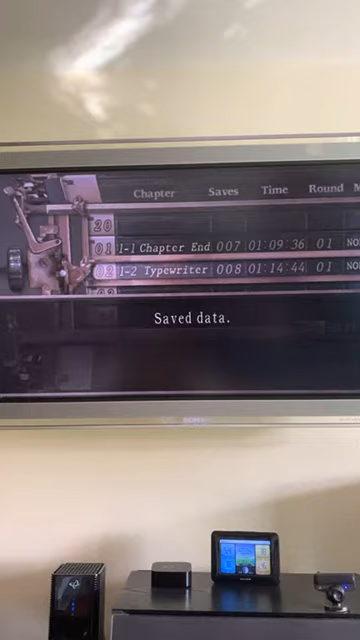 Chapter Saves Time Round
20
01 1-1 Chapter End 007 01:09:36 01 NO
02 1-2 Typewriter 008 01:14:44 01 NO
Saved data.
SONY